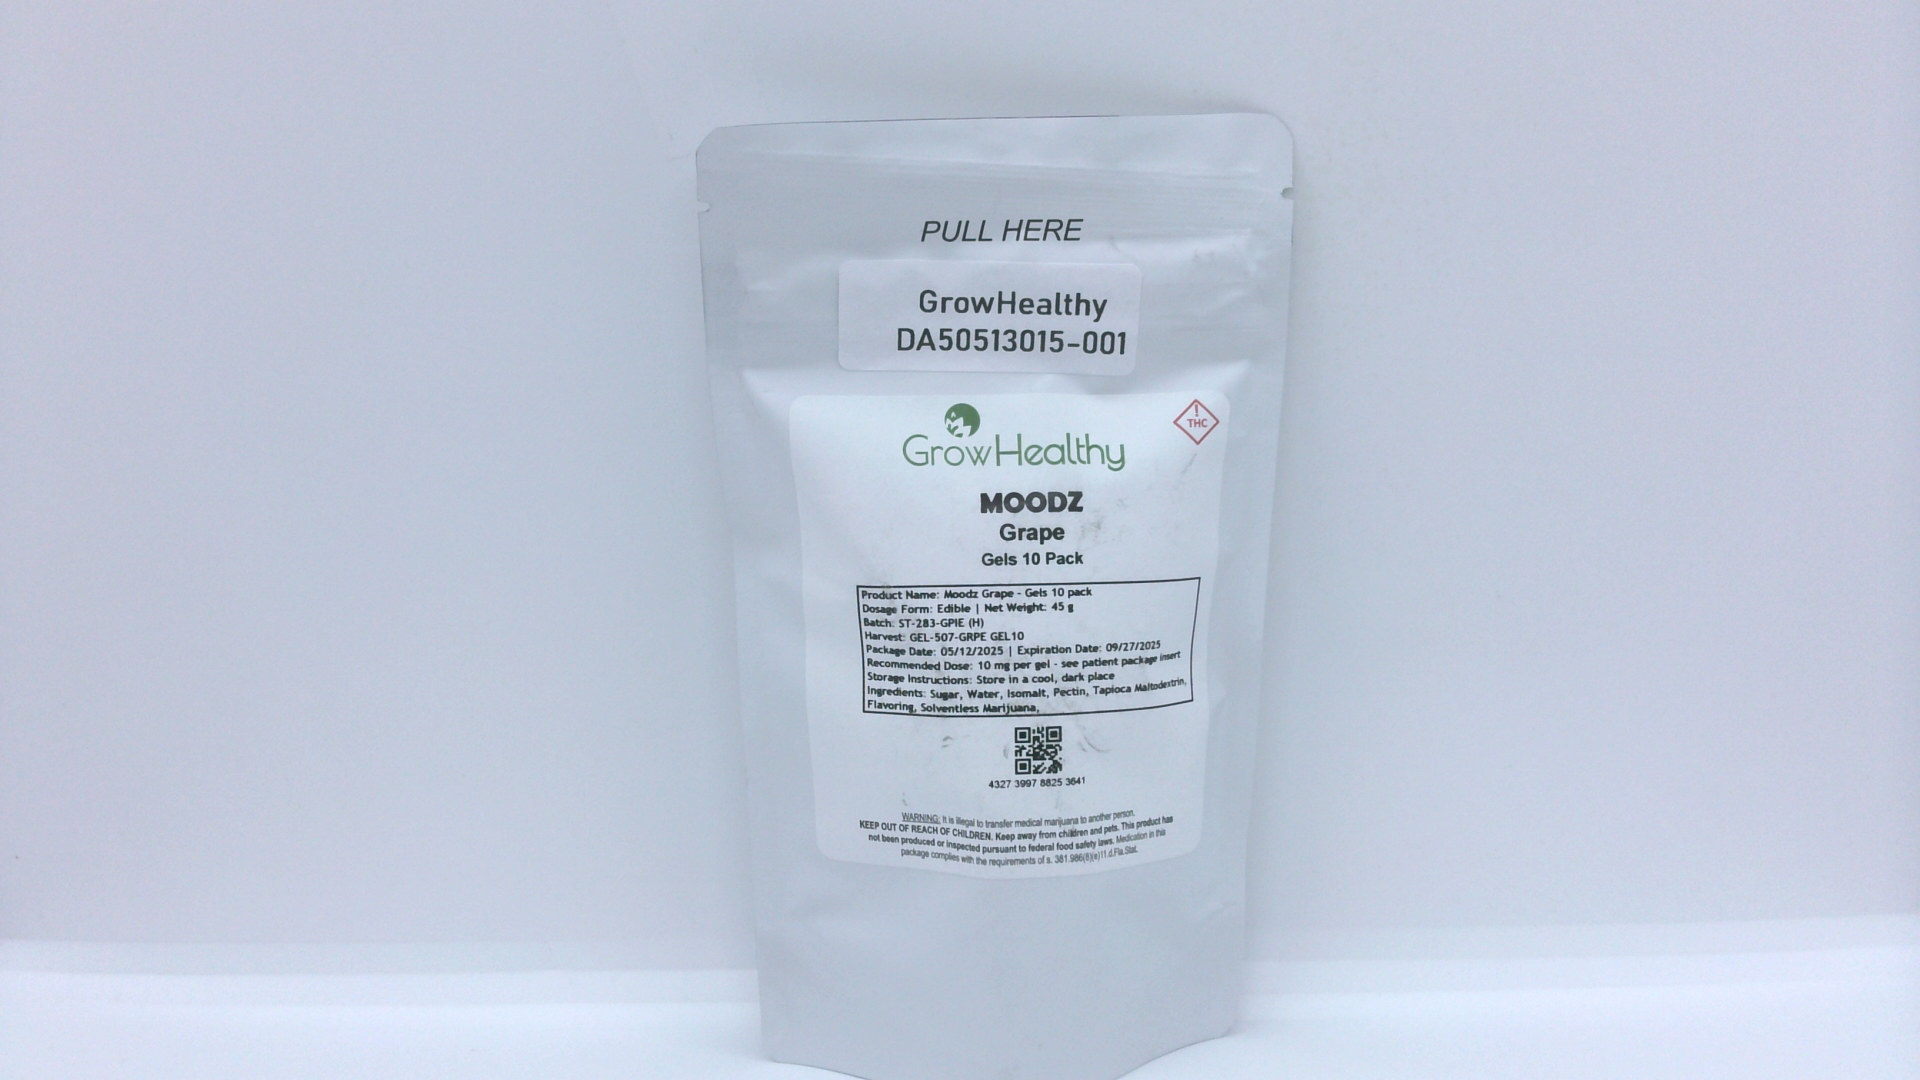 PULL HERE
GrowHealthy
DA50513015-001
GrowHealthy
!
THC
MOODZ
Grape
Gels 10 Pack
Product Name: Moodz Grape - Gels 10 pack
Dosage Form: Edible | Net Weight: 45 g
Batch: ST-283-GPIE (H)
Harvest: GEL-507-GRPE GEL10
Package Date: 05/12/2025 | Expiration Date: 09/27/2025
Recommended Dose: 10 mg per gel - see patient package insert
Storage Instructions: Store in a cool, dark place
Ingredients: Sugar, Water, Isomalt, Pectin, Tapioca Maltodextrin,
Flavoring, Solventless Marijuana,
4327 3997 8825 3641
WARNING: It is illegal to transfer medical marijuana to another person.
KEEP OUT OF REACH OF CHILDREN. Keep away from children and pets. This product has
not been produced or inspected pursuant to federal food safety laws. Medication in this
package complies with the requirements of s. 381.986(8)(e)11.d.Fla.Stat.